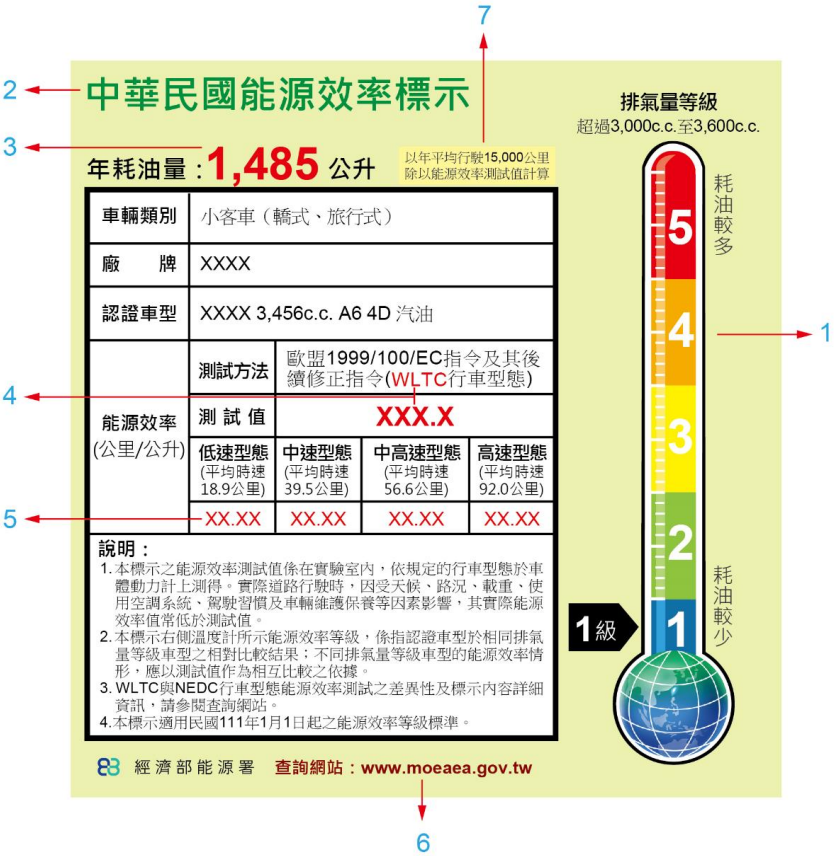 7
2
中華民國能源效率標示
排氣量等級
超過3,000c.c.至3,600c.c.
3
年耗油量：1,485 公升
以年平均行駛15,000公里
除以能源效率測試值計算
車輛類別
小客車（轎式、旅行式）
廠 牌
XXXX
認證車型
XXXX 3,456c.c. A6 4D 汽油
能源效率
(公里/公升)
測試方法
歐盟1999/100/EC指令及其後
續修正指令(WLTC行車型態)
4
測 試 值
XXX.X
低速型態
(平均時速
18.9公里)
中速型態
(平均時速
39.5公里)
中高速型態
(平均時速
56.6公里)
高速型態
(平均時速
92.0公里)
5
XX.XX
XX.XX
XX.XX
XX.XX
說明：
1.本標示之能源效率測試值係在實驗室內，依規定的行車型態於車
體動力計上測得。實際道路行駛時，因受天候、路況、載重、使
用空調系統、駕駛習慣及車輛維護保養等因素影響，其實際能源
效率值常低於測試值。
2.本標示右側溫度計所示能源效率等級，係指認證車型於相同排氣
量等級車型之相對比較結果；不同排氣量等級車型的能源效率情
形，應以測試值作為相互比較之依據。
3.WLTC與NEDC行車型態能源效率測試之差異性及標示內容詳細
資訊，請參閱查詢網站。
4.本標示適用民國111年1月1日起之能源效率等級標準。
耗油較多
5
4
3
2
1
耗油較少
1級
1
經濟部能源署 查詢網站：www.moeaea.gov.tw
6